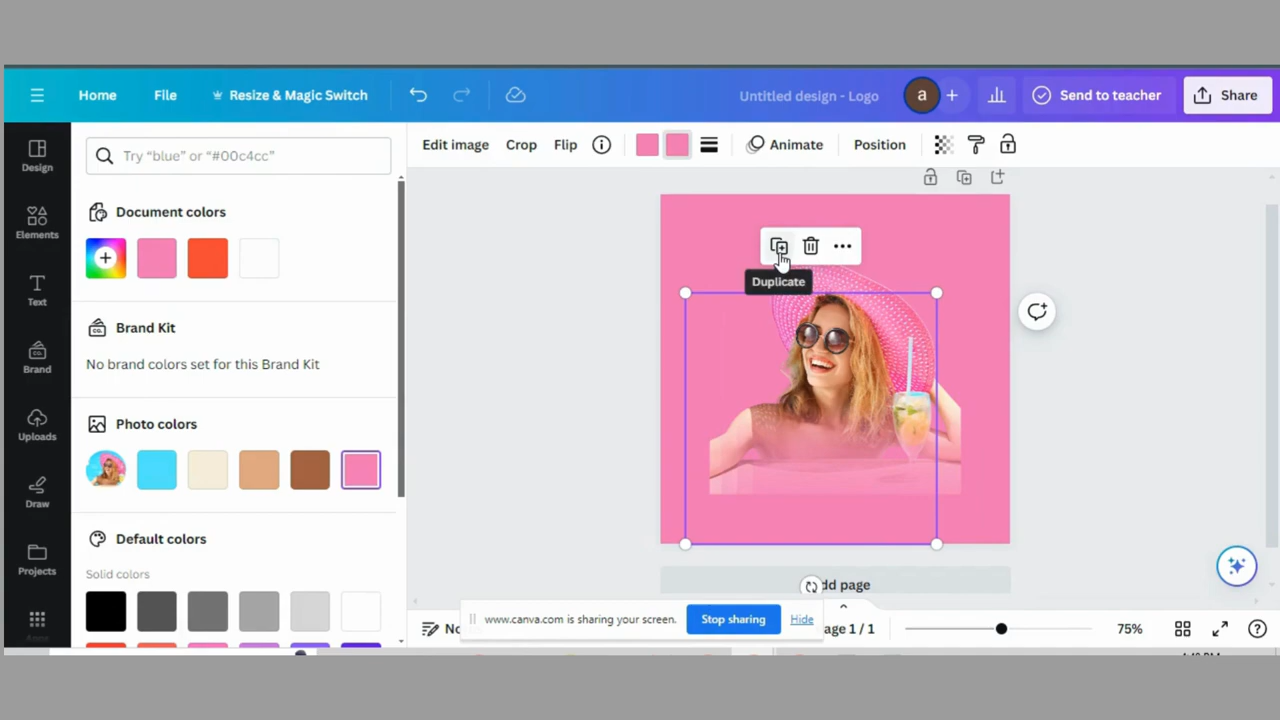 Home File Resize & Magic Switch Untitled design - Logo a Send to teacher Share
Try “blue” or “#00c4cc” Edit image Crop Flip Animate Position
Design
Document colors
Elements
Duplicate
Text
Brand Kit
Brand
No brand colors set for this Brand Kit
Photo colors
Uploads
Draw
Default colors
Projects
Solid colors
dd page
www.canva.com is sharing your screen. Stop sharing Hide
No age 1 / 1 75%